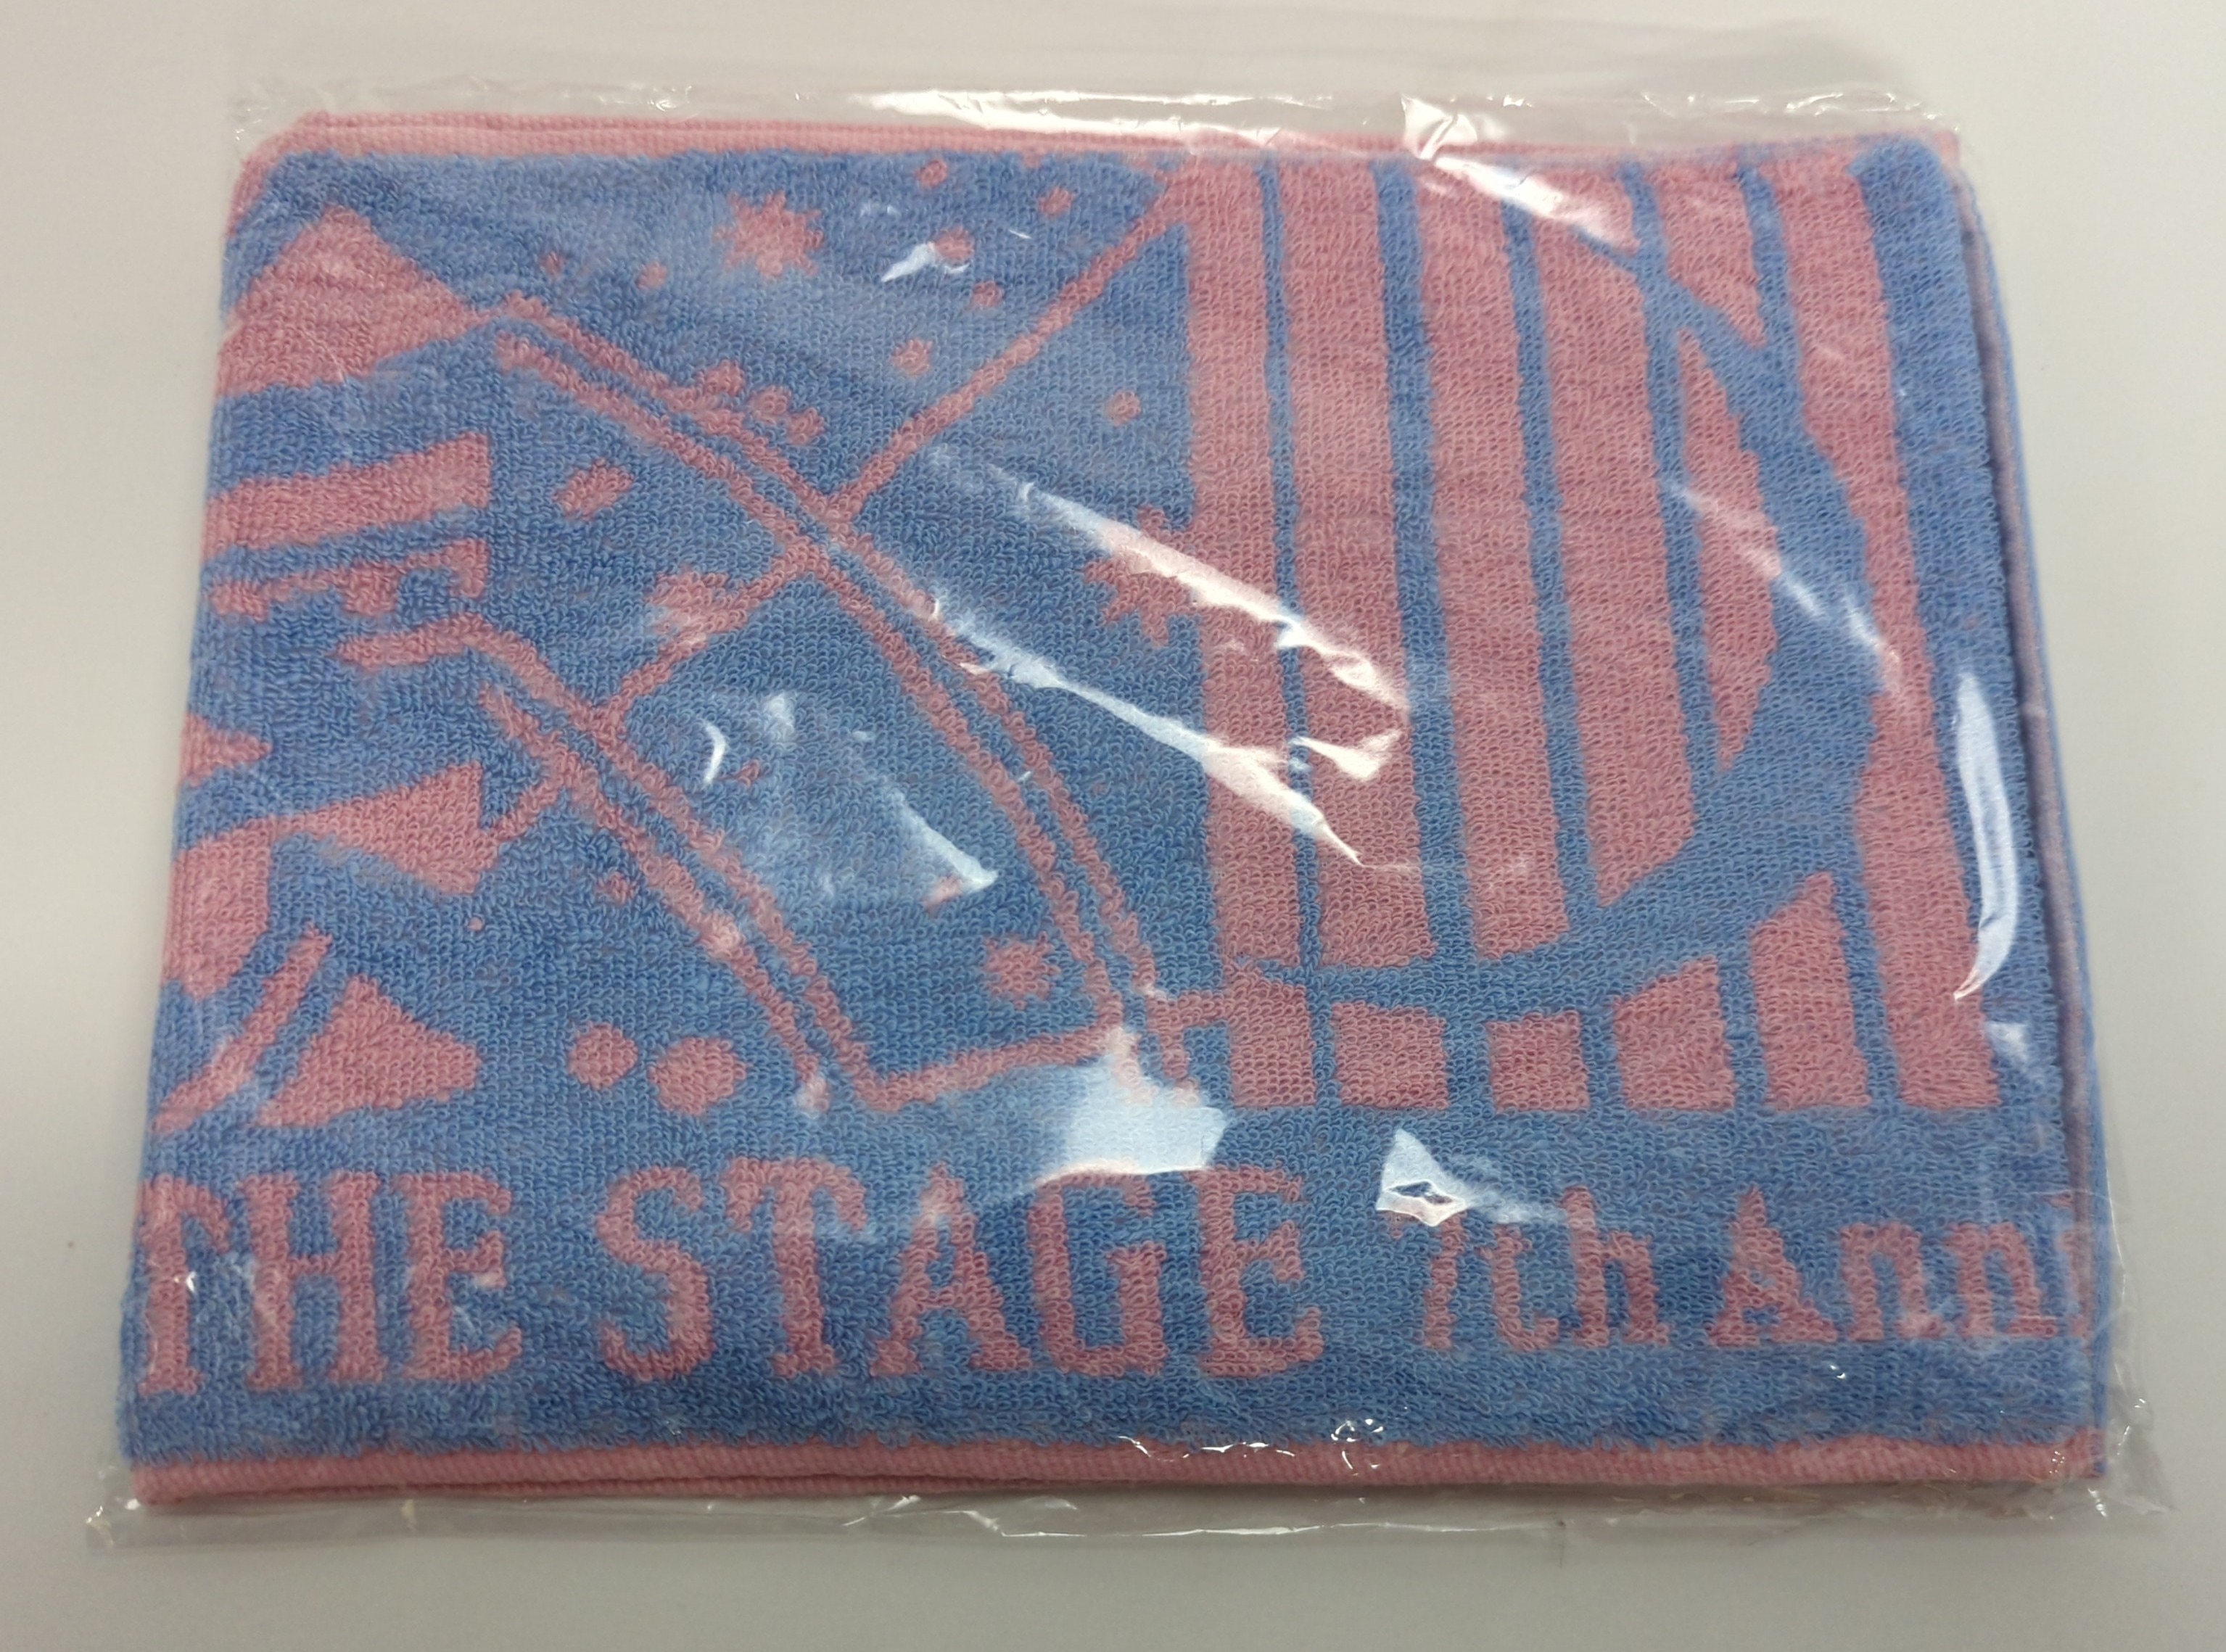 THE STAGE 7th Ann